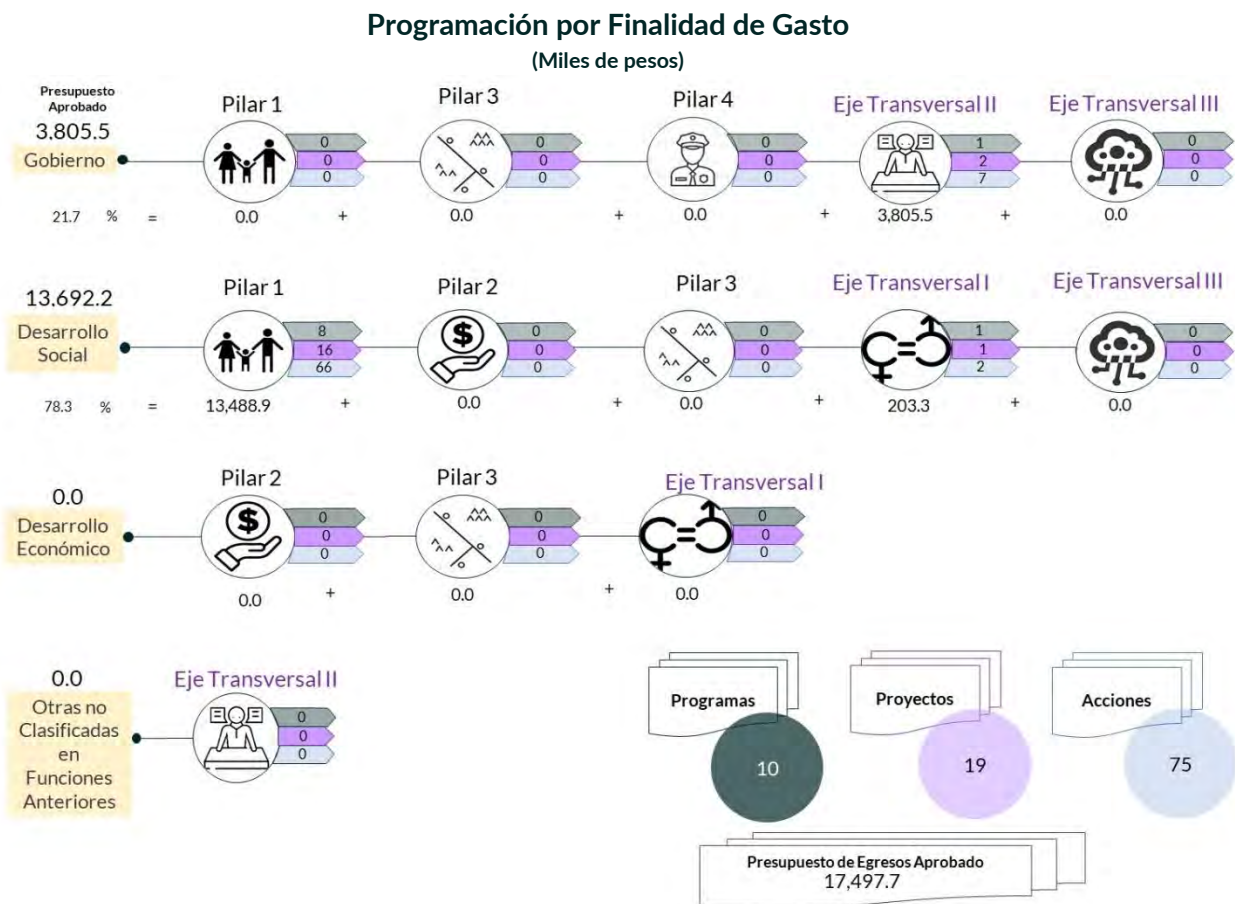 Programación por Finalidad de Gasto
(Miles de pesos)
Presupuesto
Aprobado
3,805.5
Gobierno
Pilar 1
0
0
0
Pilar 3
0
0
0
Pilar 4
0
0
0
Eje Transversal II
1
2
7
Eje Transversal III
0
0
0
21.7 % = 0.0 + 0.0 + 0.0 + 3,805.5 + 0.0
13,692.2
Desarrollo
Social
Pilar 1
8
16
66
Pilar 2
$
0
0
0
Pilar 3
0
0
0
Eje Transversal I
1
1
2
Eje Transversal III
0
0
0
78.3 % = 13,488.9 + 0.0 + 0.0 + 203.3 + 0.0
0.0
Desarrollo
Económico
Pilar 2
$
0
0
0
Pilar 3
0
0
0
Eje Transversal I
0
0
0
0.0 + 0.0 + 0.0
0.0
Otras no
Clasificadas
en
Funciones
Anteriores
Eje Transversal II
0
0
0
Programas
10
Proyectos
19
Acciones
75
Presupuesto de Egresos Aprobado
17,497.7